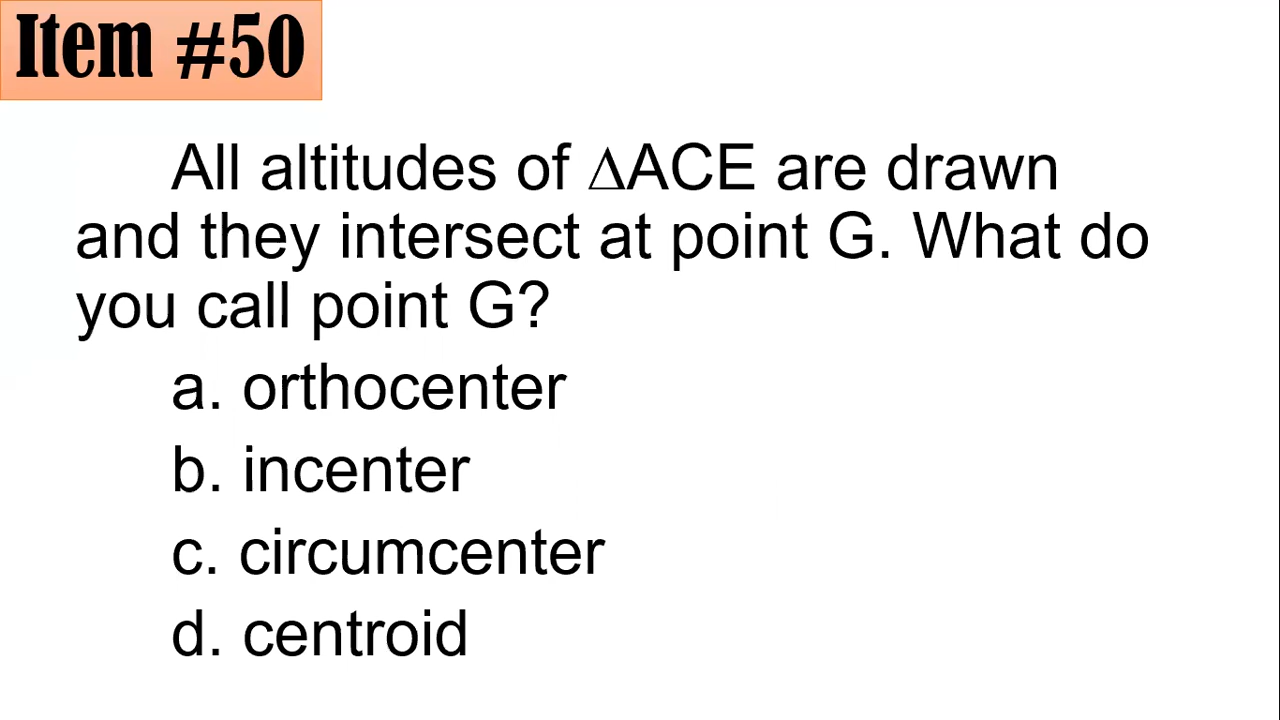 Item #50
All altitudes of ∆ACE are drawn
and they intersect at point G. What do
you call point G?
a. orthocenter
b. incenter
c. circumcenter
d. centroid